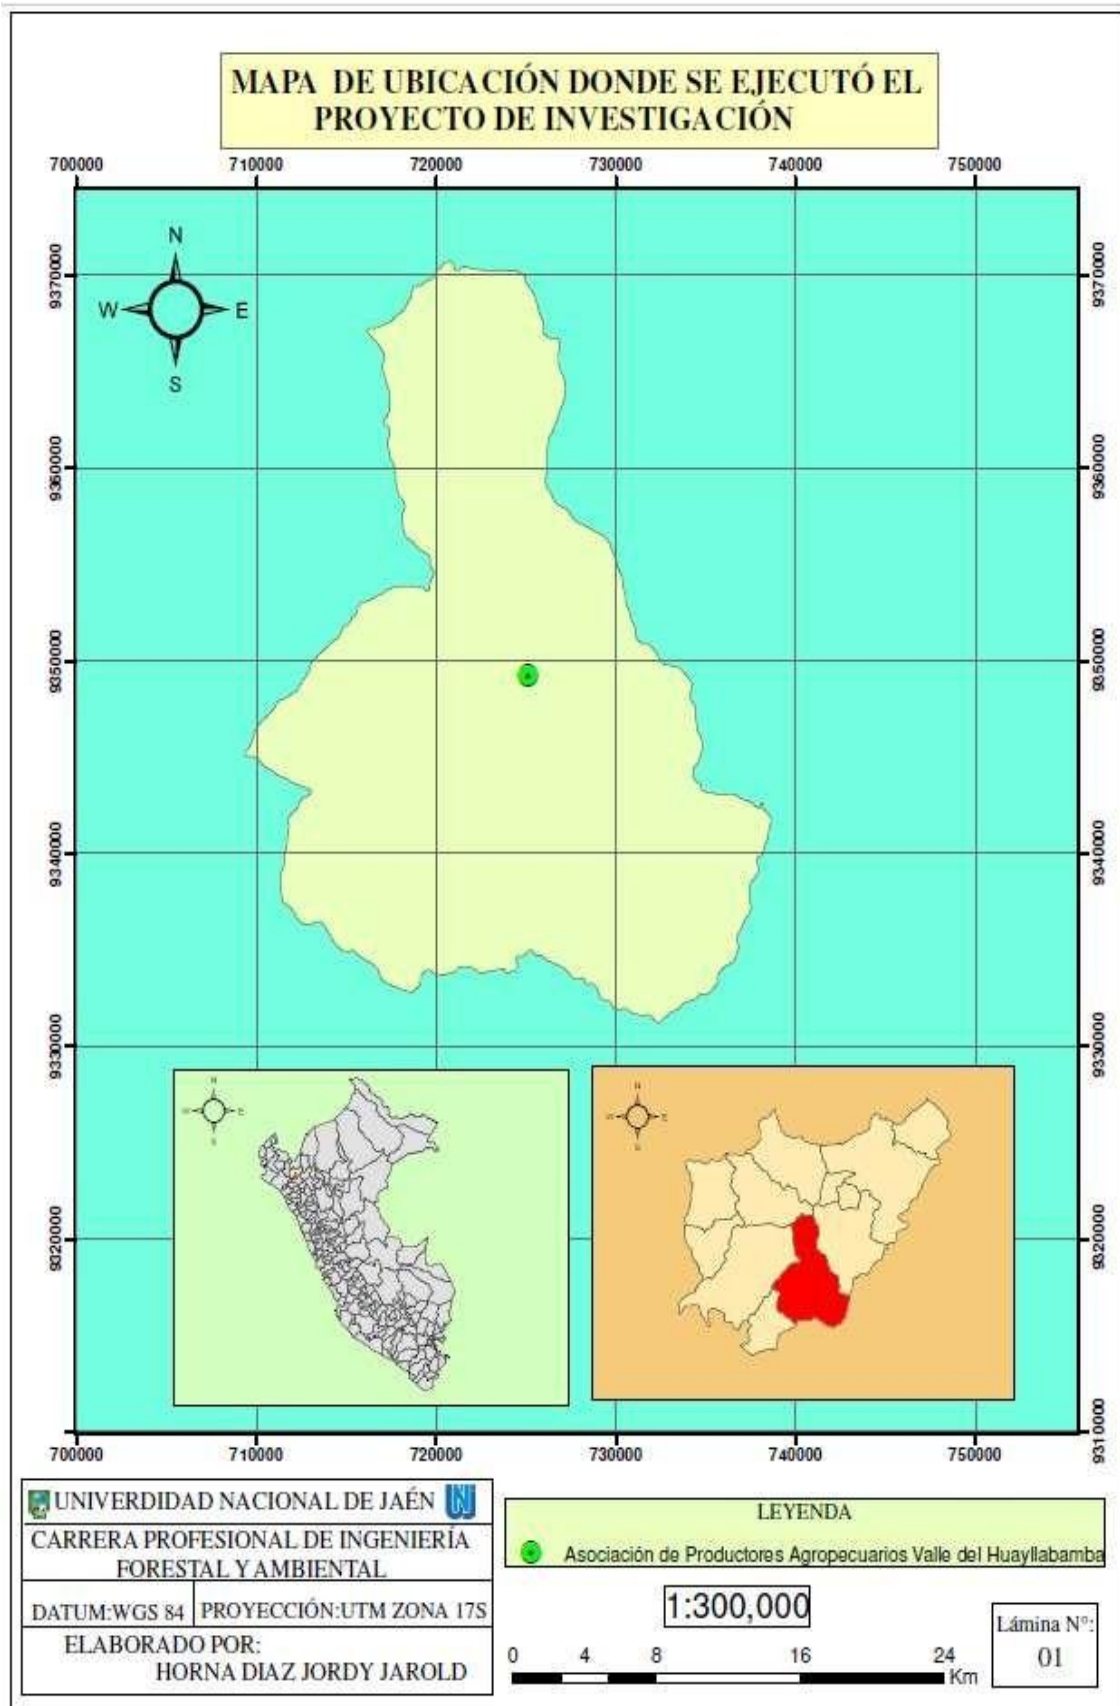 MAPA DE UBICACIÓN DONDE SE EJECUTÓ EL
PROYECTO DE INVESTIGACIÓN
700000 710000 720000 730000 740000 750000
N
W E
S
9370000 9370000
9360000 9360000
9350000 9350000
9340000 9340000
9330000 9330000
N
W E
S
N
W E
S
9320000 9320000
9310000
700000 710000 720000 730000 740000 750000
UNIVERDIDAD NACIONAL DE JAÉN UNJ
CARRERA PROFESIONAL DE INGENIERÍA
FORESTAL Y AMBIENTAL
DATUM:WGS 84 PROYECCIÓN:UTM ZONA 17S
ELABORADO POR:
HORNA DIAZ JORDY JAROLD
LEYENDA
Asociación de Productores Agropecuarios Valle del Huayllabamba
1:300,000
0 4 8 16 24
Km
Lámina N°:
01